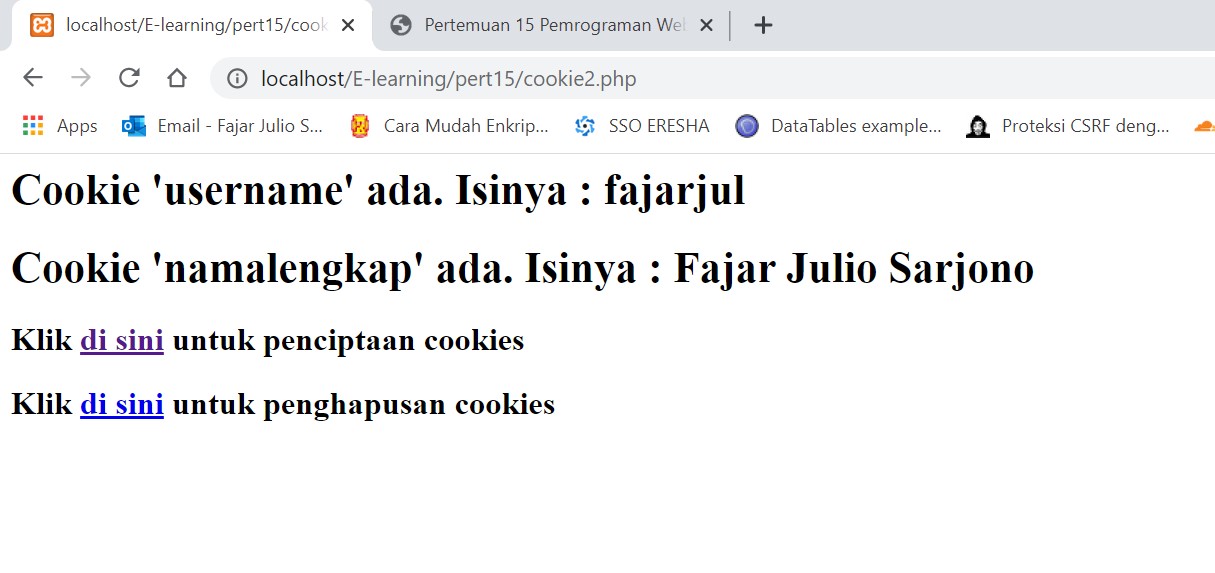 localhost/E-learning/pert15/cook
Pertemuan 15 Pemrograman Web
localhost/E-learning/pert15/cookie2.php
Apps
Email - Fajar Julio S...
Cara Mudah Enkrip...
SSO ERESHA
DataTables example...
Proteksi CSRF deng...
Cookie 'username' ada. Isinya : fajarjul
Cookie 'namalengkap' ada. Isinya : Fajar Julio Sarjono
Klik di sini untuk penciptaan cookies
Klik di sini untuk penghapusan cookies